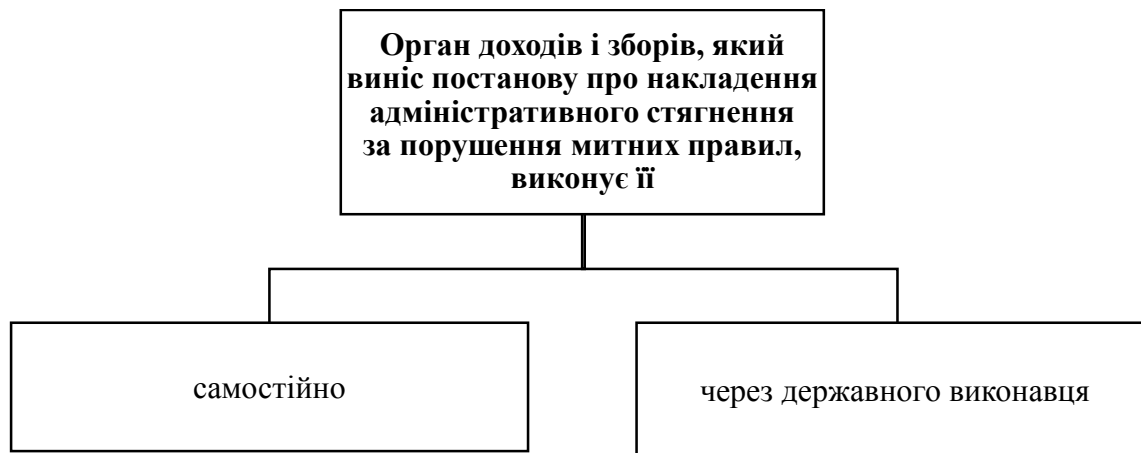 Орган доходів і зборів, який
виніс постанову про накладення
адміністративного стягнення
за порушення митних правил,
виконує її
самостійно
через державного виконавця